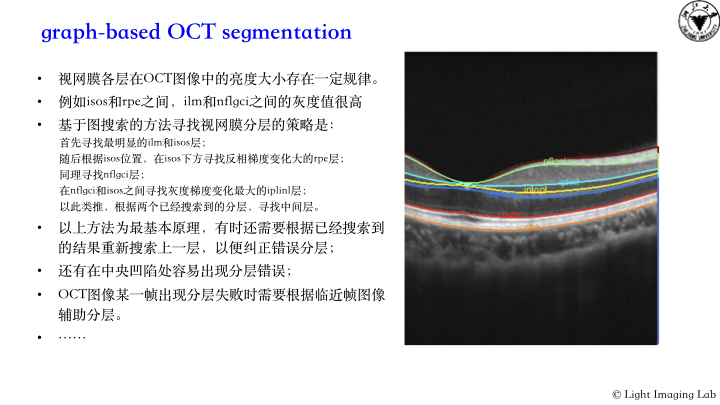 graph-based OCT segmentation
• 视网膜各层在OCT图像中的亮度大小存在一定规律。
• 例如isos和rpe之间，ilm和nflgci之间的灰度值很高
• 基于图搜索的方法寻找视网膜分层的策略是：
首先寻找最明显的ilm和isos层；
随后根据isos位置，在isos下方寻找反相梯度变化大的rpe层；
同理寻找nflgci层；
在nflgci和isos之间寻找灰度梯度变化最大的iplinl层；
以此类推，根据两个已经搜索到的分层，寻找中间层。
• 以上方法为最基本原理，有时还需要根据已经搜索到
的结果重新搜索上一层，以便纠正错误分层；
• 还有在中央凹陷处容易出现分层错误；
• OCT图像某一帧出现分层失败时需要根据临近帧图像
辅助分层。
• ……
nflgci
iplinl
© Light Imaging Lab